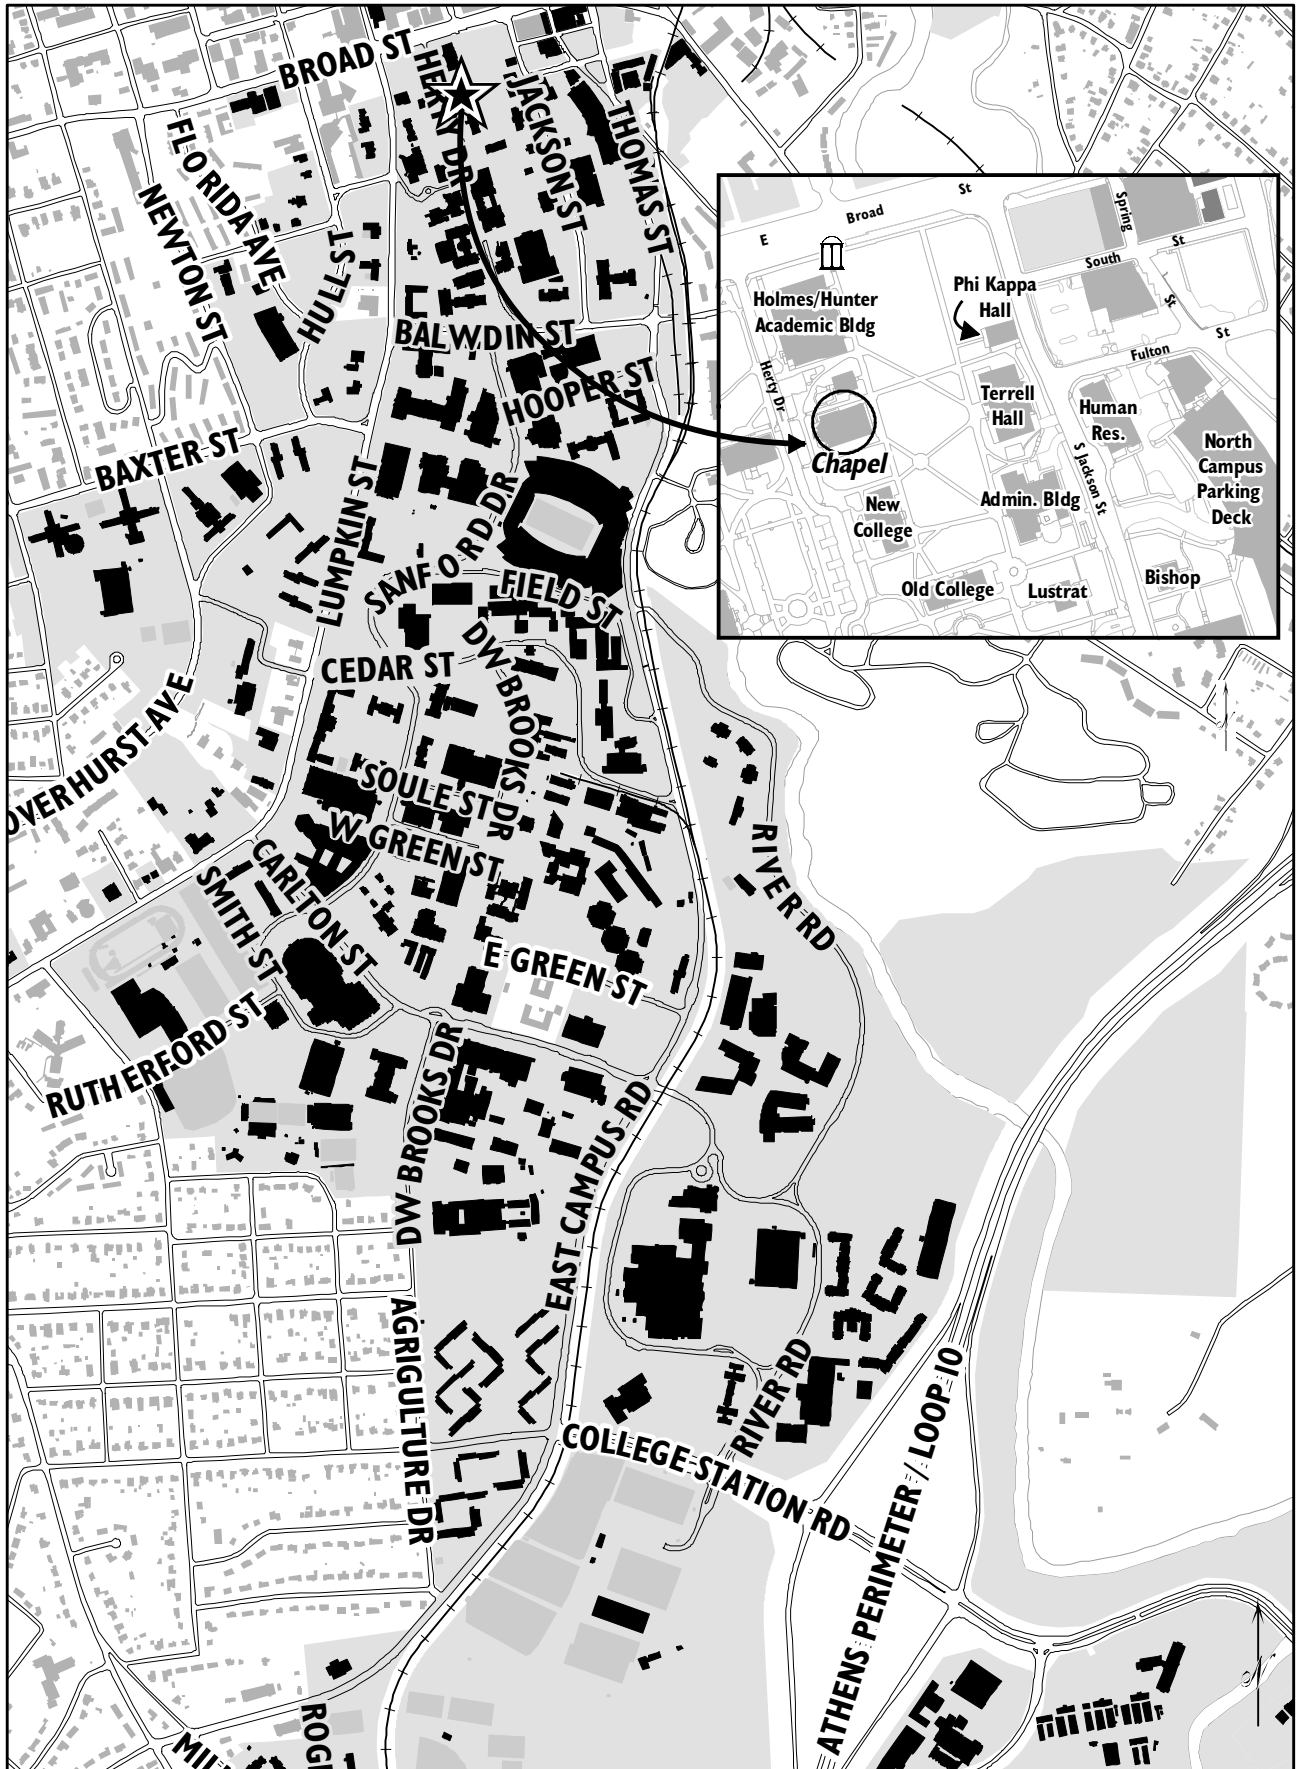 BROAD ST
JACKSON ST
THOMAS ST
FLORIDA AVE
NEWTON ST
HULL ST
BALWDIN ST
HOOPER ST
BAXTER ST
LUMPKIN ST
SANFORD DR
FIELD ST
CEDAR ST
DW BROOKS DR
OVERHURST AVE
SOULE ST
W GREEN ST
CARLTON ST
SMITH ST
RIVER RD
E GREEN ST
RUTHERFORD ST
DW BROOKS DR
EAST CAMPUS RD
AGRIGULTURE DR
RIVER RD
COLLEGE STATION RD
ATHENS PERIMETER / LOOP 10
E
Broad
St
Spring
St
South
St
Fulton
St
Phi Kappa
Hall
Holmes/Hunter
Academic Bldg
Herty Dr
Terrell
Hall
Human
Res.
S Jackson St
North
Campus
Parking
Deck
Chapel
New
College
Admin. Bldg
Old College
Lustrat
Bishop